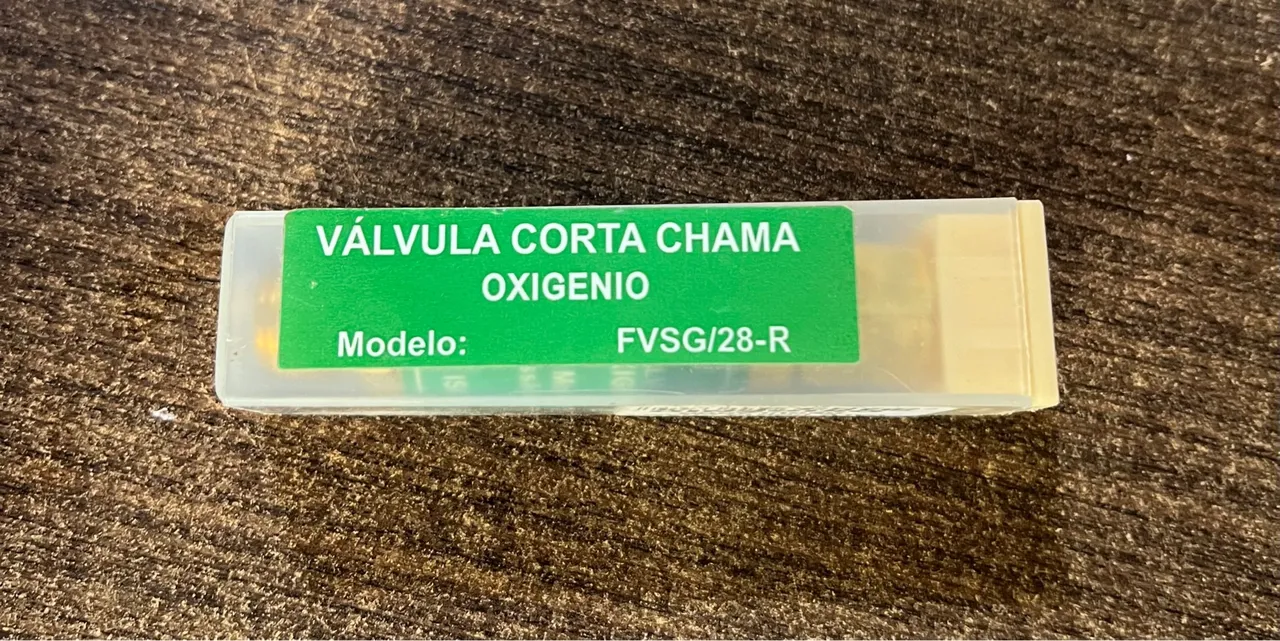 VÁLVULA CORTA CHAMA
OXIGENIO
Modelo: FVSG/28-R